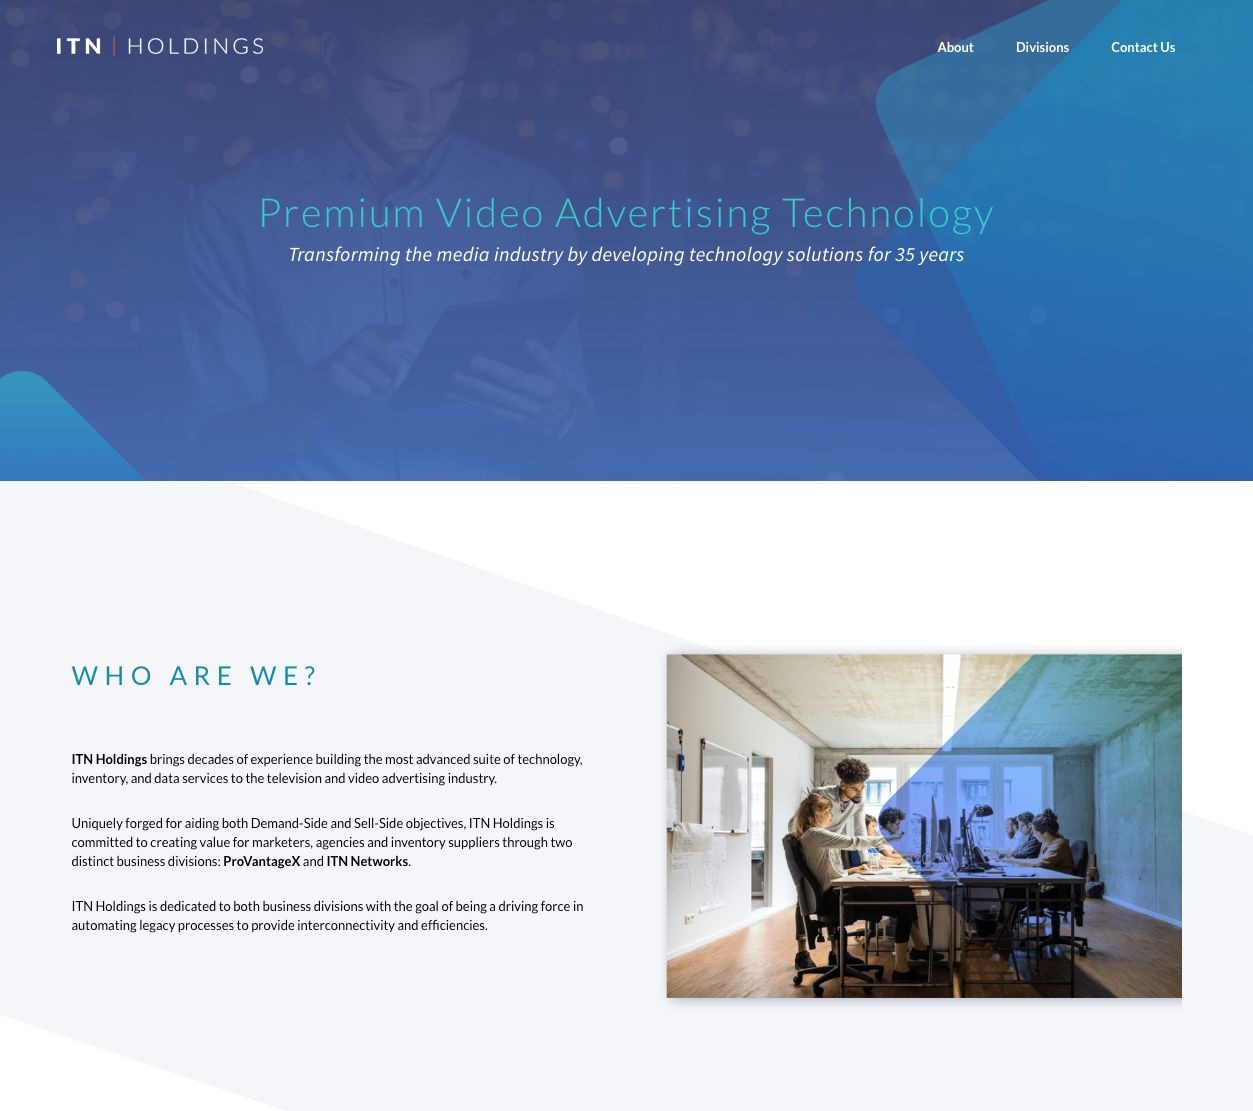 ITN | HOLDINGS
About Divisions Contact Us
Premium Video Advertising Technology
Transforming the media industry by developing technology solutions for 35 years
WHO ARE WE?
ITN Holdings brings decades of experience building the most advanced suite of technology,
inventory, and data services to the television and video advertising industry.
Uniquely forged for aiding both Demand-Side and Sell-Side objectives, ITN Holdings is
committed to creating value for marketers, agencies and inventory suppliers through two
distinct business divisions: ProVantageX and ITN Networks.
ITN Holdings is dedicated to both business divisions with the goal of being a driving force in
automating legacy processes to provide interconnectivity and efficiencies.